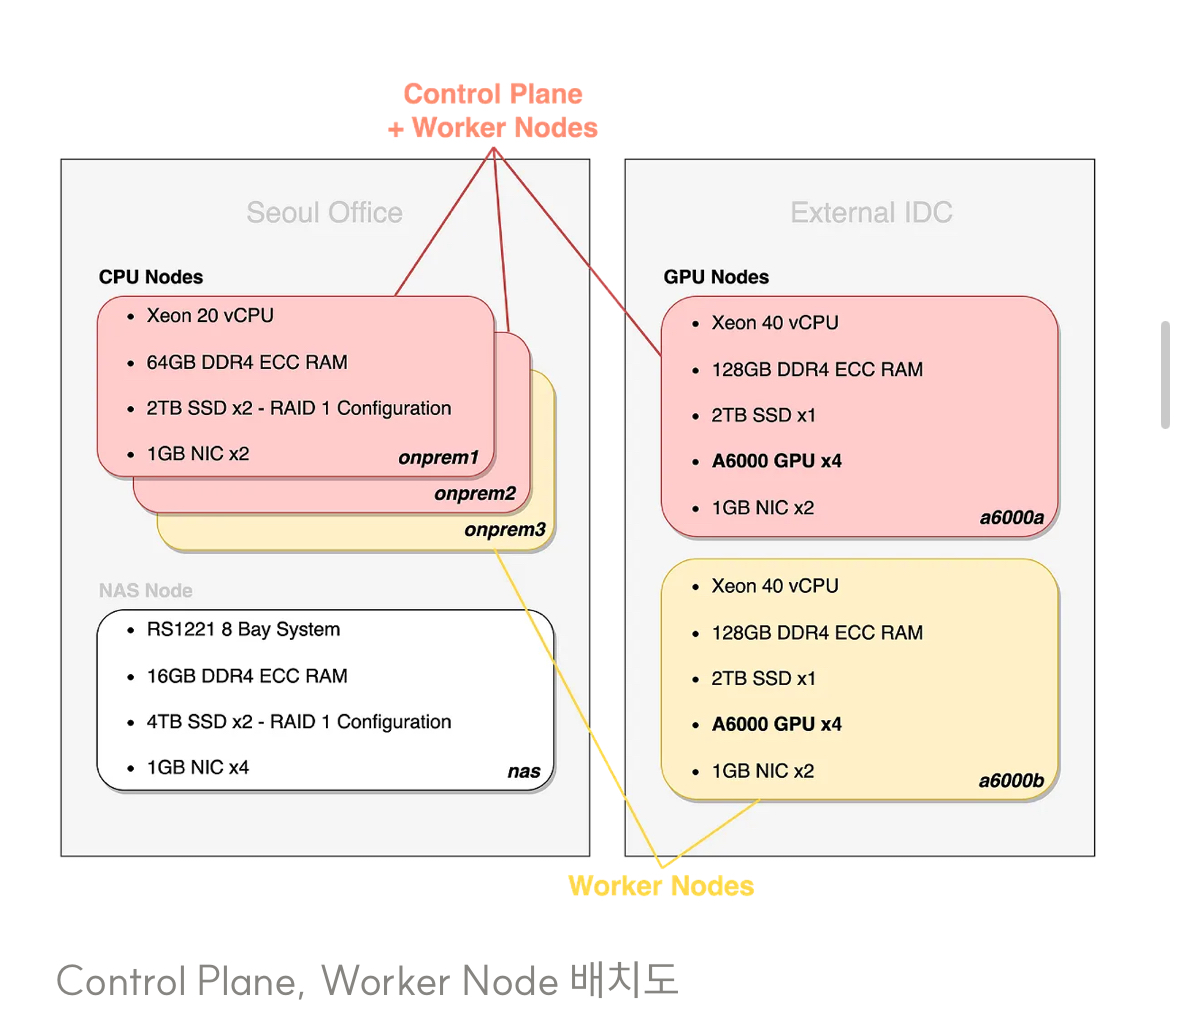 Control Plane
+ Worker Nodes
Seoul Office
CPU Nodes
• Xeon 20 vCPU
• 64GB DDR4 ECC RAM
• 2TB SSD x2 - RAID 1 Configuration
• 1GB NIC x2
onprem1
onprem2
onprem3
NAS Node
• RS1221 8 Bay System
• 16GB DDR4 ECC RAM
• 4TB SSD x2 - RAID 1 Configuration
• 1GB NIC x4
nas
External IDC
GPU Nodes
• Xeon 40 vCPU
• 128GB DDR4 ECC RAM
• 2TB SSD x1
• A6000 GPU x4
• 1GB NIC x2
a6000a
• Xeon 40 vCPU
• 128GB DDR4 ECC RAM
• 2TB SSD x1
• A6000 GPU x4
• 1GB NIC x2
a6000b
Worker Nodes
Control Plane, Worker Node 배치도